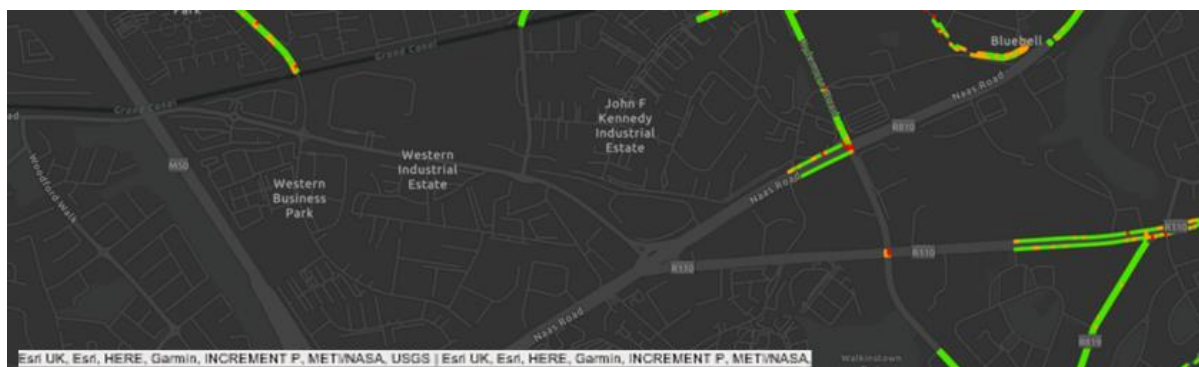 Park
Grand Canal
Grand Canal
ad
Woodford Walk
M50
Western
Business
Park
Western
Industrial
Estate
John F
Kennedy
Industrial
Estate
Bluebell
Naas Road
R810
Naas Road
R110
R110
R110
Naas Road
R819
Walkinstown
Esri UK, Esri, HERE, Garmin, INCREMENT P, METI/NASA, USGS | Esri UK, Esri, HERE, Garmin, INCREMENT P, METI/NASA,